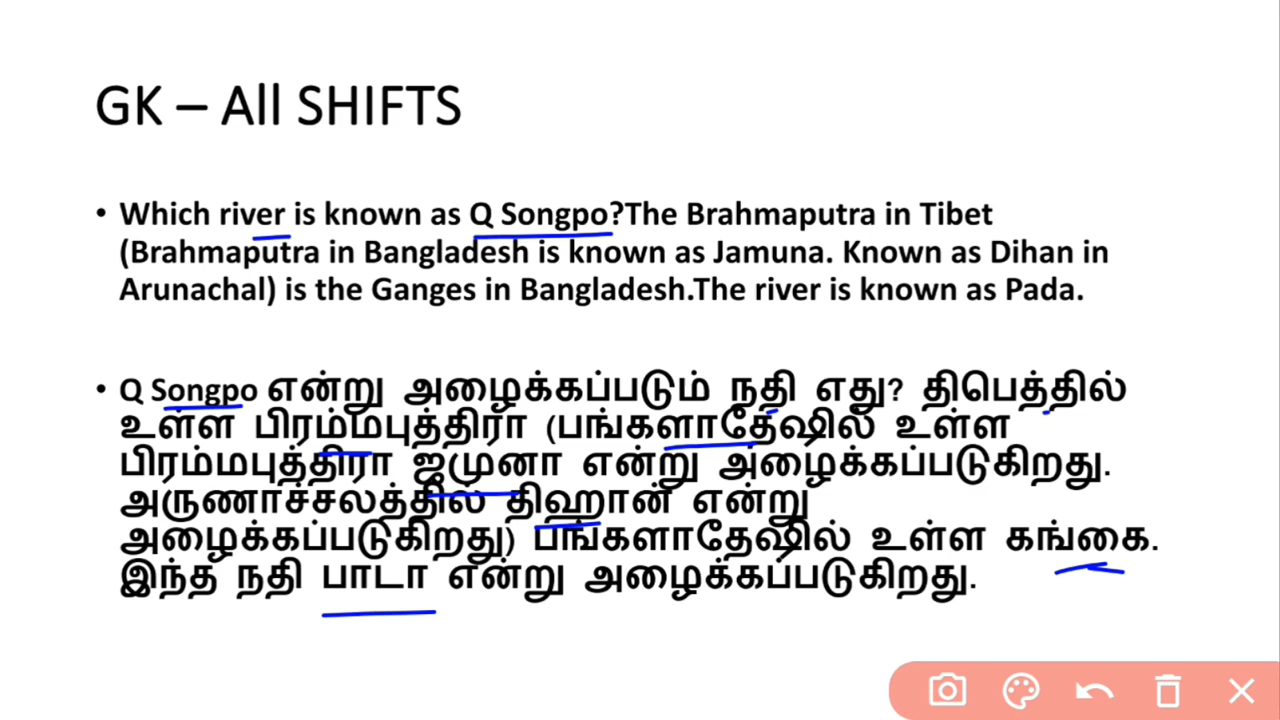 GK – All SHIFTS
• Which river is known as Q Songpo?The Brahmaputra in Tibet
(Brahmaputra in Bangladesh is known as Jamuna. Known as Dihan in
Arunachal) is the Ganges in Bangladesh.The river is known as Pada.
• Q Songpo என்று அழைக்கப்படும் நதி எது? திபெத்தில்
உள்ள பிரம்மபுத்திரா (பங்களாதேஷில் உள்ள
பிரம்மபுத்திரா ஜமுனா என்று அழைக்கப்படுகிறது.
அருணாச்சலத்தில் திஹான் என்று
அழைக்கப்படுகிறது) பங்களாதேஷில் உள்ள கங்கை.
இந்த நதி பாடா என்று அழைக்கப்படுகிறது.